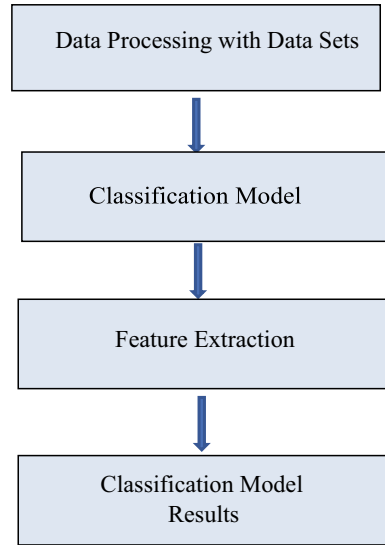 Data Processing with Data Sets
Classification Model
Feature Extraction
Classification Model
Results